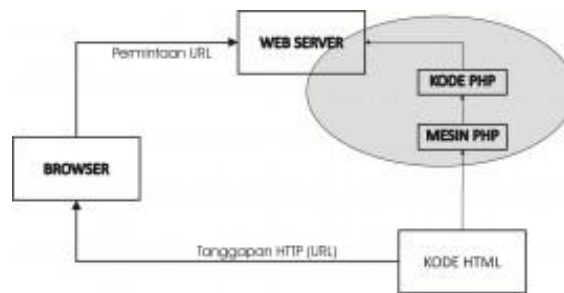 WEB SERVER
Permintaan URL
KODE PHP
MESIN PHP
BROWSER
Tanggapan HTTP (URL)
KODE HTML